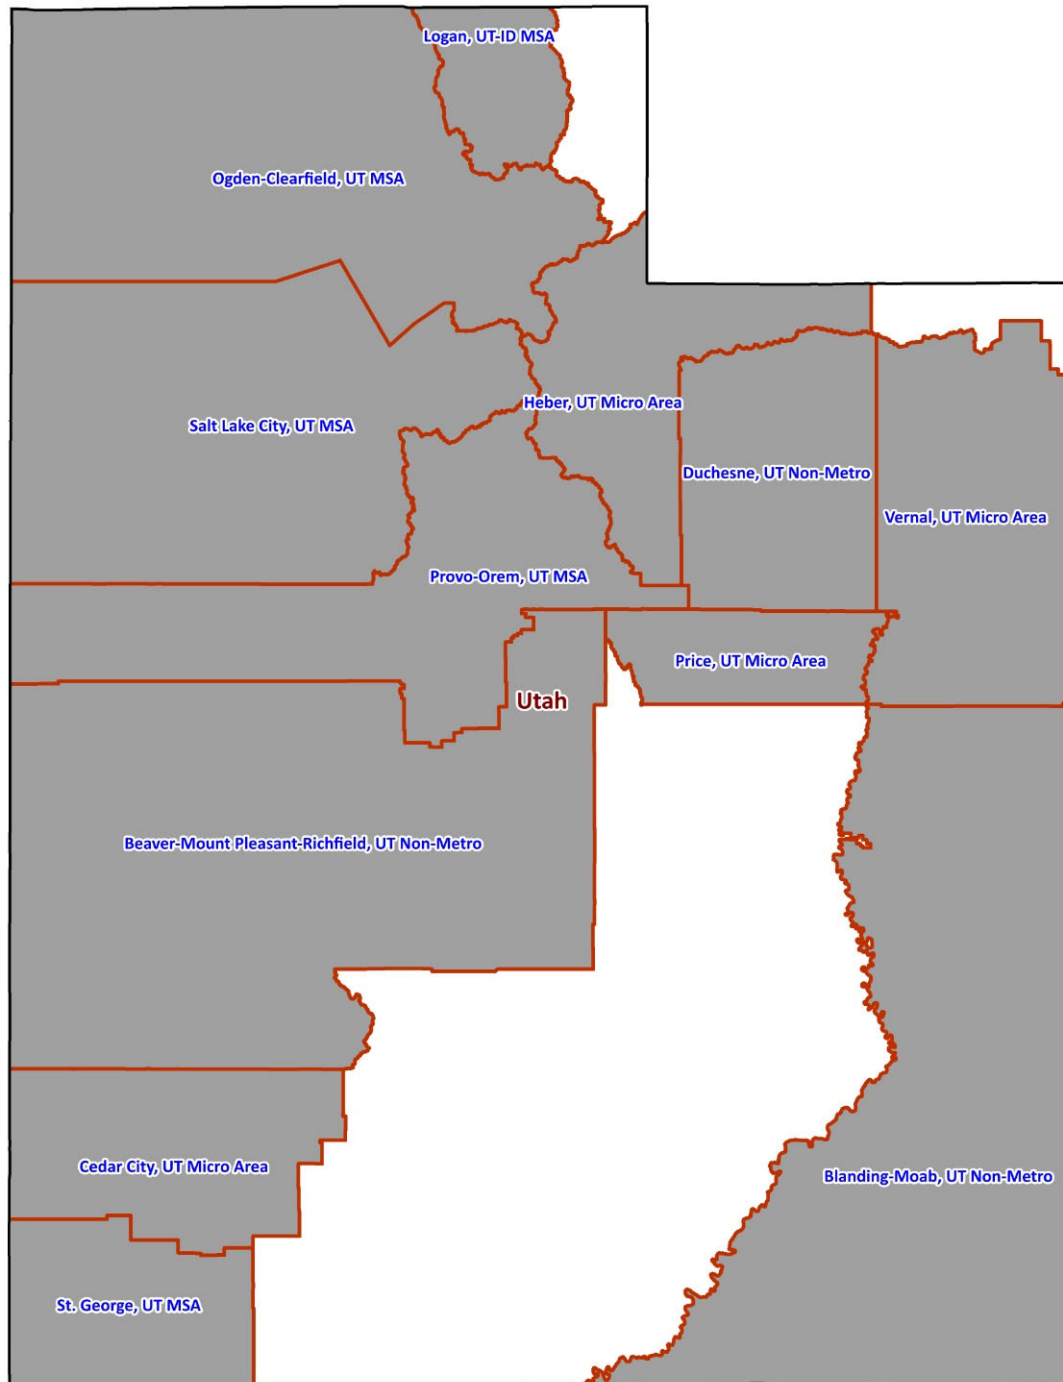 Logan, UT-ID MSA
Ogden-Clearfield, UT MSA
Heber, UT Micro Area
Salt Lake City, UT MSA
Duchesne, UT Non-Metro
Vernal, UT Micro Area
Provo-Orem, UT MSA
Price, UT Micro Area
Utah
Beaver-Mount Pleasant-Richfield, UT Non-Metro
Cedar City, UT Micro Area
Blanding-Moab, UT Non-Metro
St. George, UT MSA